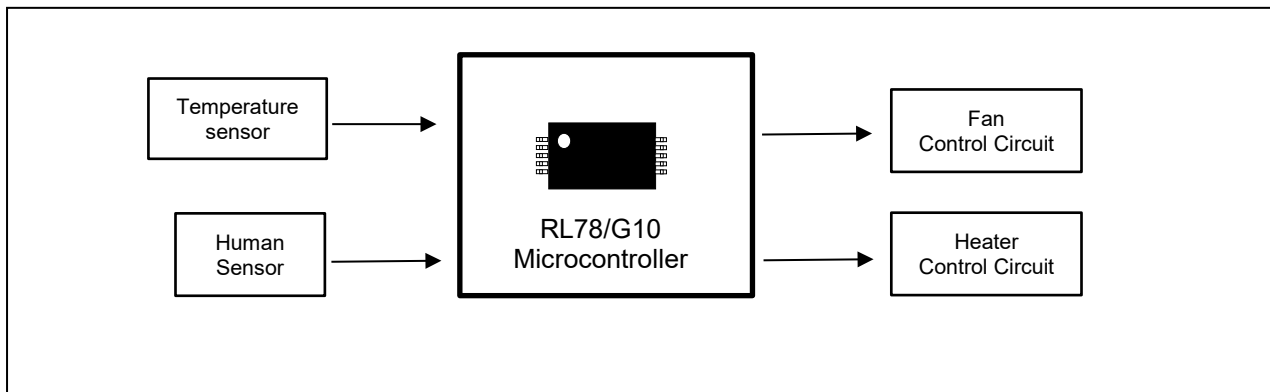 Temperature
sensor
Human
Sensor
RL78/G10
Microcontroller
Fan
Control Circuit
Heater
Control Circuit